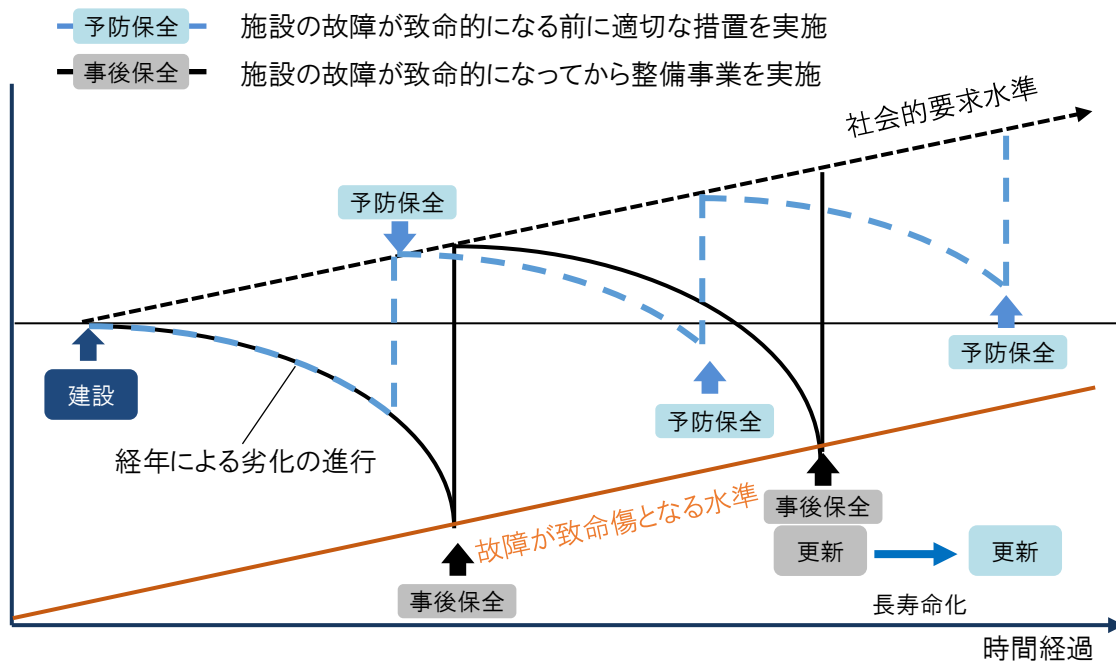 予防保全 施設の故障が致命的になる前に適切な措置を実施
事後保全 施設の故障が致命的になってから整備事業を実施
社会的要求水準
予防保全
建設
予防保全
予防保全
経年による劣化の進行
故障が致命傷となる水準
事後保全
更新
更新
事後保全
長寿命化
時間経過